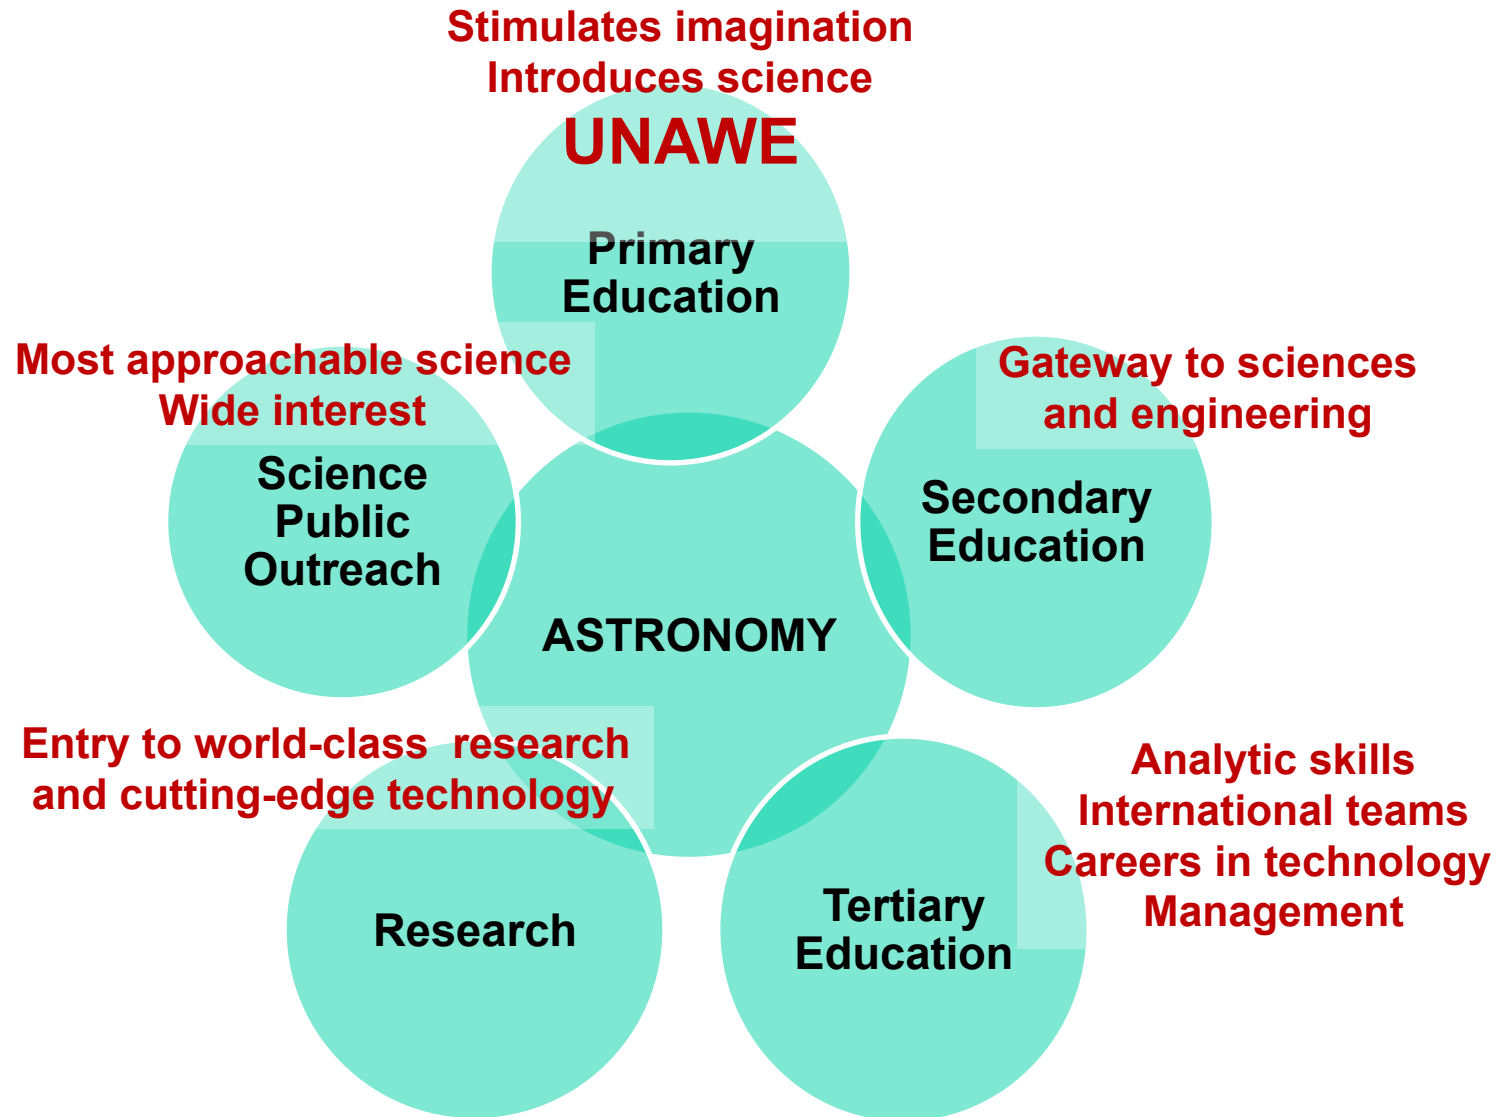 Stimulates imagination
Introduces science
UNAWE
Primary
Education
Most approachable science
Wide interest
Science
Public
Outreach
Gateway to sciences
and engineering
Secondary
Education
ASTRONOMY
Entry to world-class research
and cutting-edge technology
Research
Analytic skills
International teams
Careers in technology
Management
Tertiary
Education